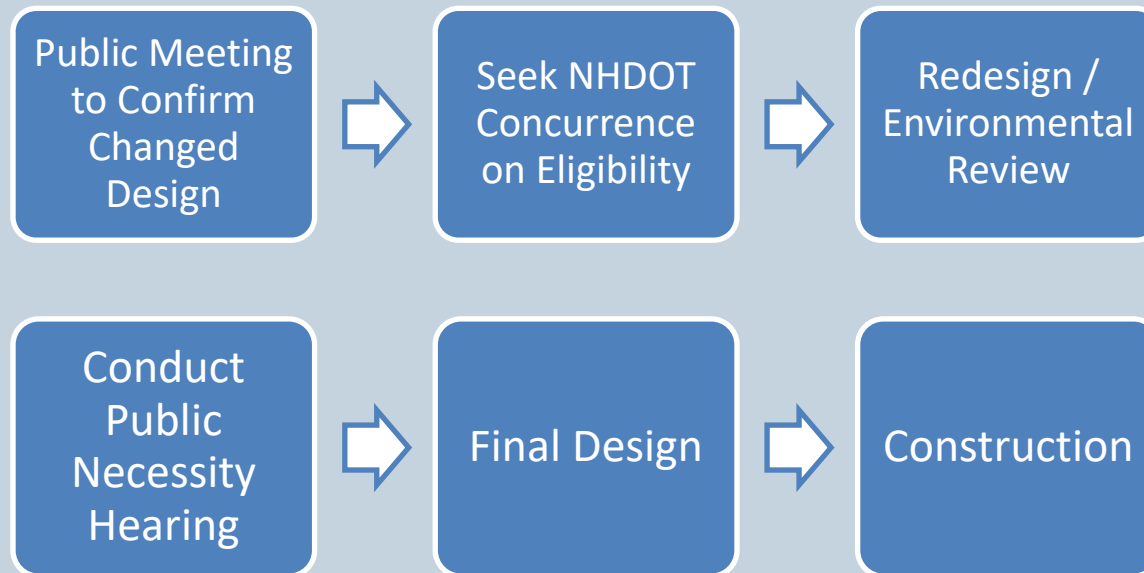 Public Meeting
to Confirm
Changed
Design
Seek NHDOT
Concurrence
on Eligibility
Redesign /
Environmental
Review
Conduct
Public
Necessity
Hearing
Final Design
Construction